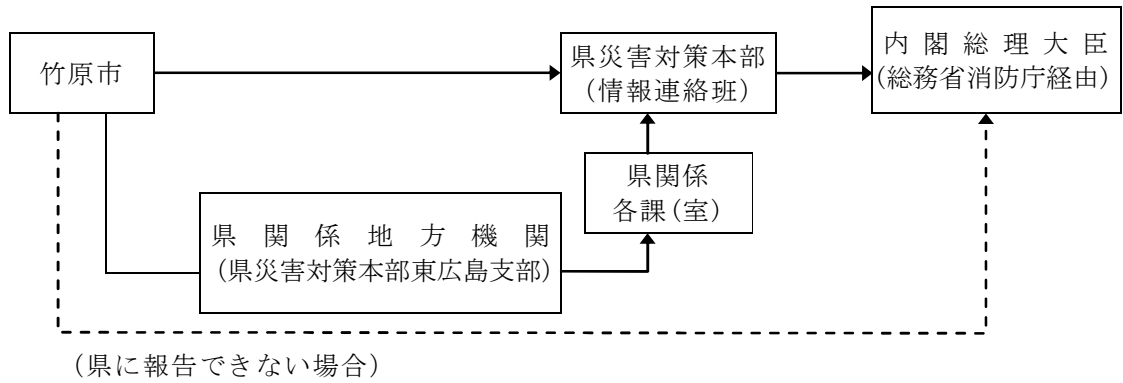 竹原市
県災害対策本部
(情報連絡班)
内閣総理大臣
(総務省消防庁経由)
県関係
各課(室)
県関係地方機関
(県災害対策本部東広島支部)
(県に報告できない場合)